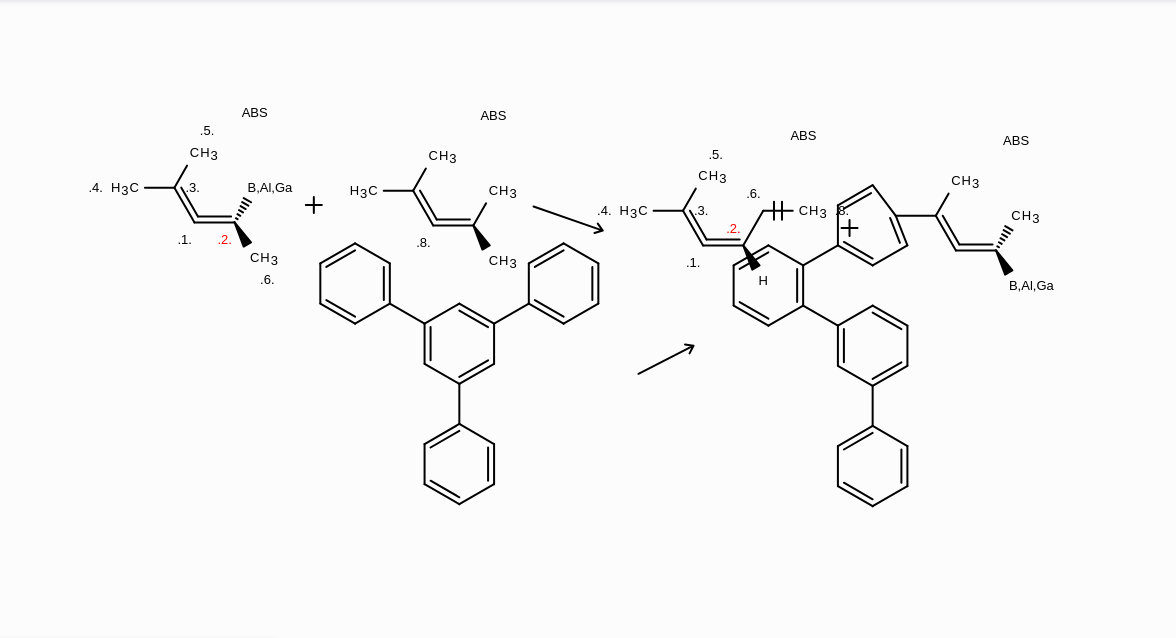 ABS
ABS
ABS
ABS
.5.
CH3
.4. H3C
.3.
B,Al,Ga
.1.
.2.
CH3
.6.
+
CH3
H3C
CH3
.8.
CH3
.5.
CH3
.6.
.4. H3C
.3.
CH3
.8.
.2.
.1.
H
+
CH3
CH3
B,Al,Ga